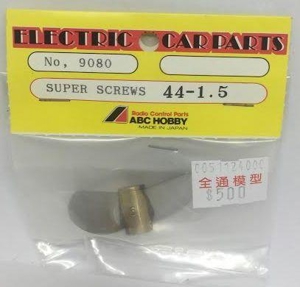 ELECTRIC CAR PARTS
No, 9080
SUPER SCREWS 44-1.5
Radio Control Parts
ABC HOBBY
MADE IN JAPAN
全通模型
$500